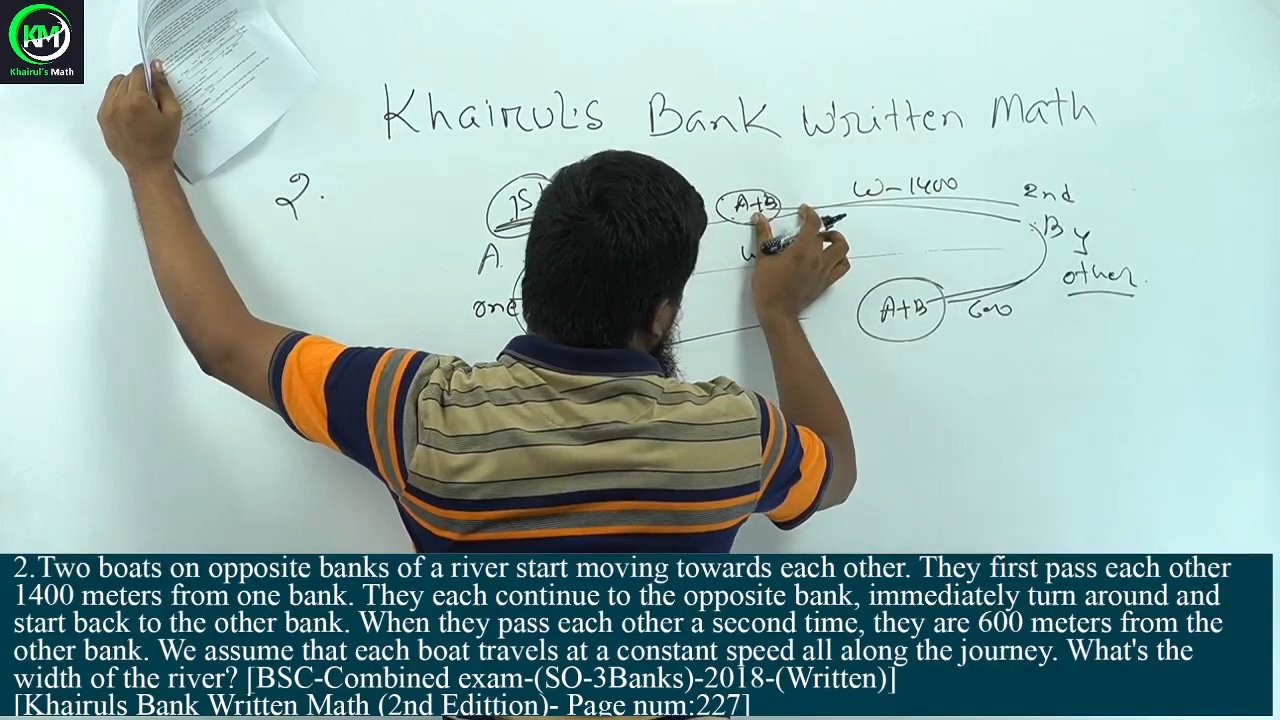 KM
Khairul's Math
Khairul's Bank Written Math
2.
1S
A+B
W-1400
2nd
A.
B
y
one
other
A+B
600
2.Two boats on opposite banks of a river start moving towards each other. They first pass each other
1400 meters from one bank. They each continue to the opposite bank, immediately turn around and
start back to the other bank. When they pass each other a second time, they are 600 meters from the
other bank. We assume that each boat travels at a constant speed all along the journey. What's the
width of the river? [BSC-Combined exam-(SO-3Banks)-2018-(Written)]
[Khairuls Bank Written Math (2nd Edittion)- Page num:227]